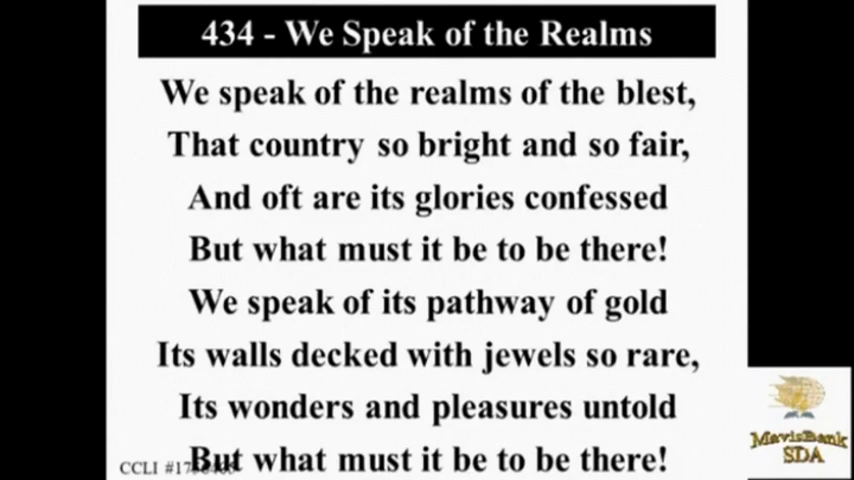 434 - We Speak of the Realms
We speak of the realms of the blest,
That country so bright and so fair,
And oft are its glories confessed
But what must it be to be there!
We speak of its pathway of gold
Its walls decked with jewels so rare,
Its wonders and pleasures untold
But what must it be to be there!
CCLI
MavisBank
SDA